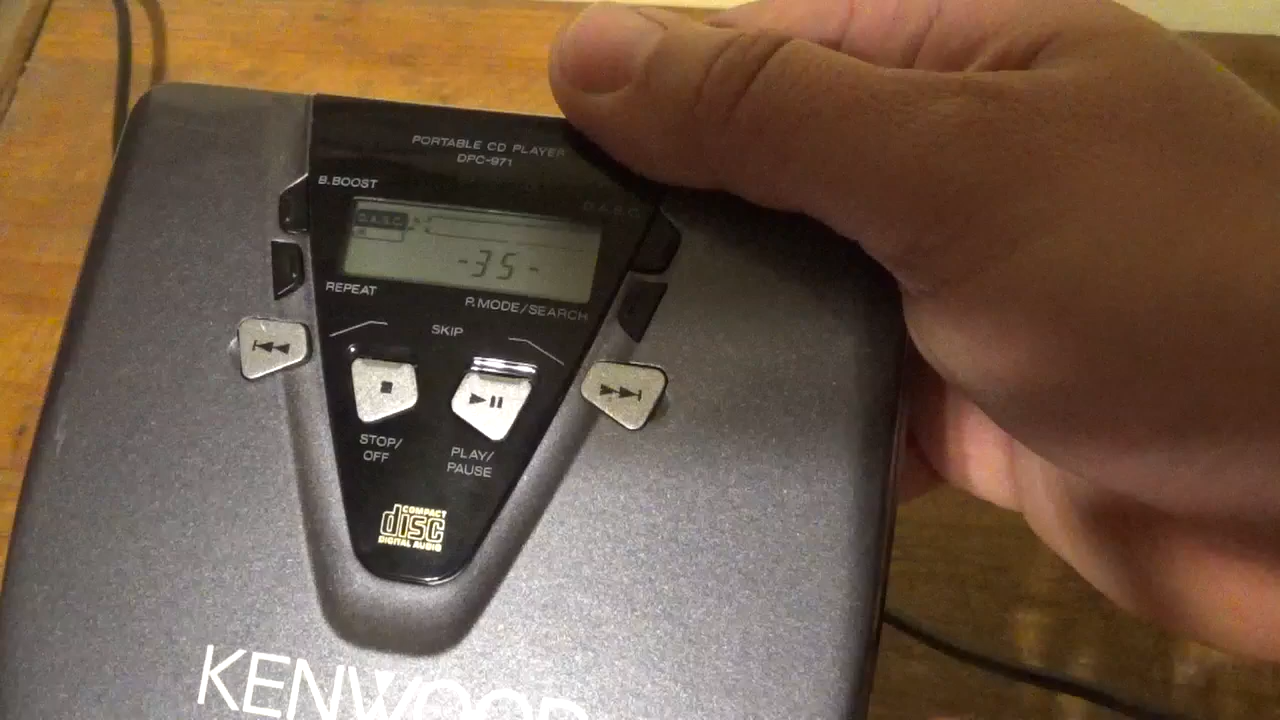 PORTABLE CD PLAYER
DPC-971
B.BOOST
D.A.S.C.
D.A.S.C
-35-
REPEAT
P.MODE/SEARCH
SKIP
STOP/
OFF
PLAY/
PAUSE
COMPACT
disc
DIGITAL AUDIO
KENWOOD